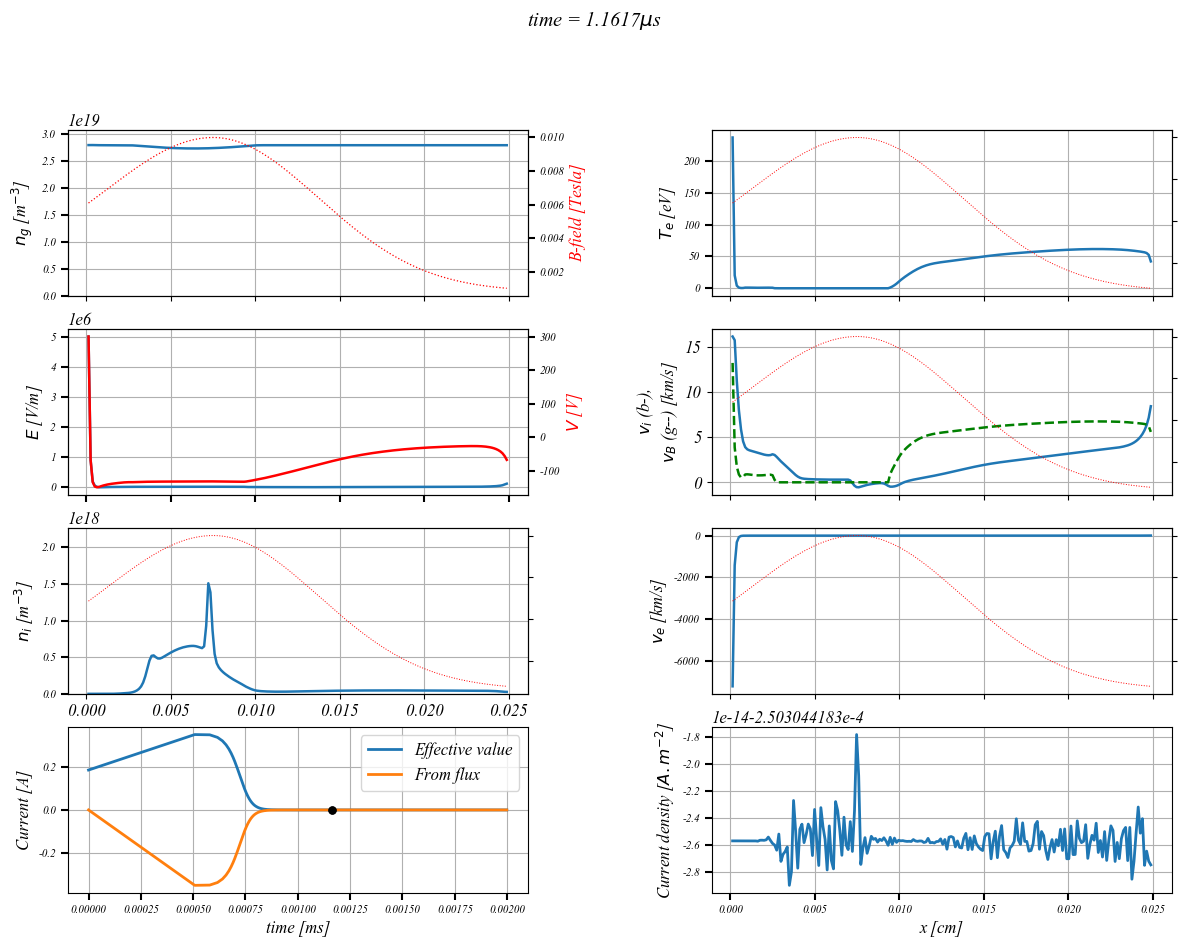 time = 1.1617μs
1e19
3.0
2.5
2.0
1.5
1.0
0.5
0.0
n_g [m⁻³]
0.010
0.008
0.006
0.004
0.002
B-field [Tesla]
200
150
100
50
0
T_e [eV]
1e6
5
4
3
2
1
0
E [V/m]
300
200
100
0
-100
V [V]
15
10
5
0
v_i (b-),
v_B (g--) [km/s]
1e18
2.0
1.5
1.0
0.5
0.0
n_i [m⁻³]
0.000 0.005 0.010 0.015 0.020 0.025
0
-2000
-4000
-6000
v_e [km/s]
0.2
0.0
-0.2
Current [A]
Effective value
From flux
0.00000 0.00025 0.00050 0.00075 0.00100 0.00125 0.00150 0.00175 0.00200
time [ms]
1e-14-2.503044183e-4
-1.8
-2.0
-2.2
-2.4
-2.6
-2.8
Current density [A.m⁻²]
0.000 0.005 0.010 0.015 0.020 0.025
x [cm]